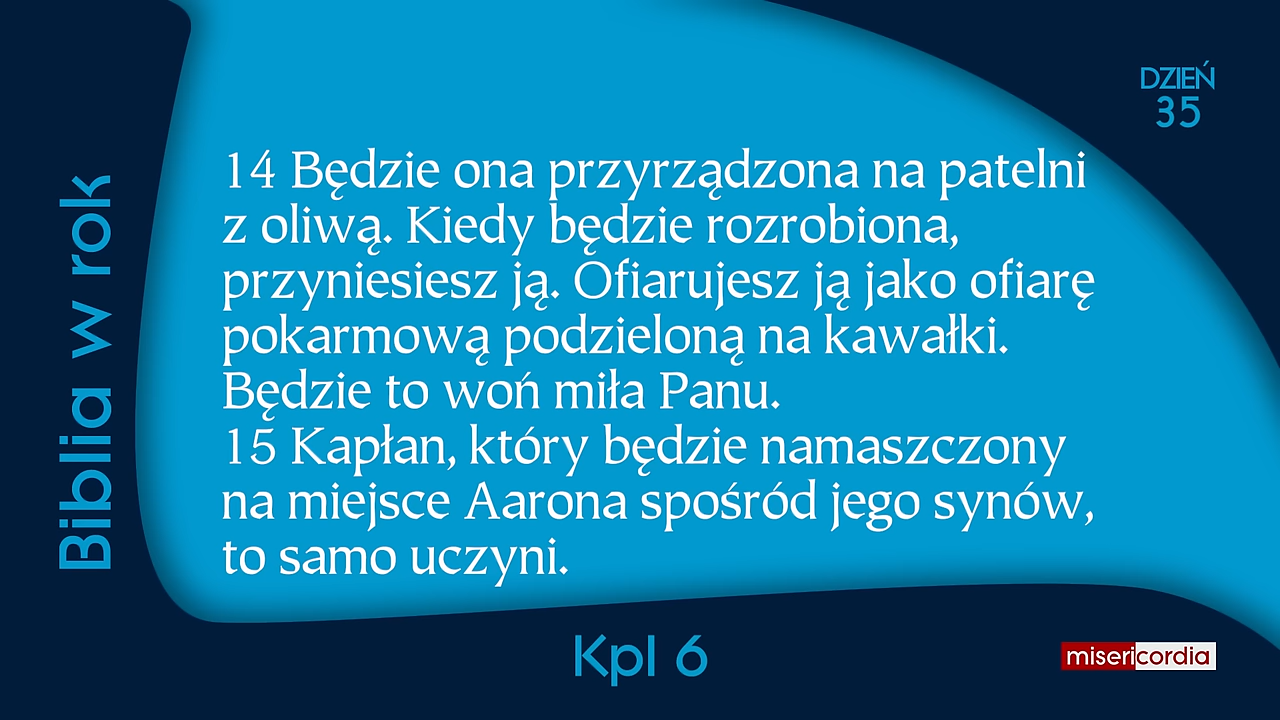 DZIEŃ
35
Biblia w rok
14 Będzie ona przyrządzona na patelni
z oliwą. Kiedy będzie rozrobiona,
przyniesiesz ją. Ofiarujesz ją jako ofiarę
pokarmową podzieloną na kawałki.
Będzie to woń miła Panu.
15 Kapłan, który będzie namaszczony
na miejsce Aarona spośród jego synów,
to samo uczyni.
Kpl 6
misericordia